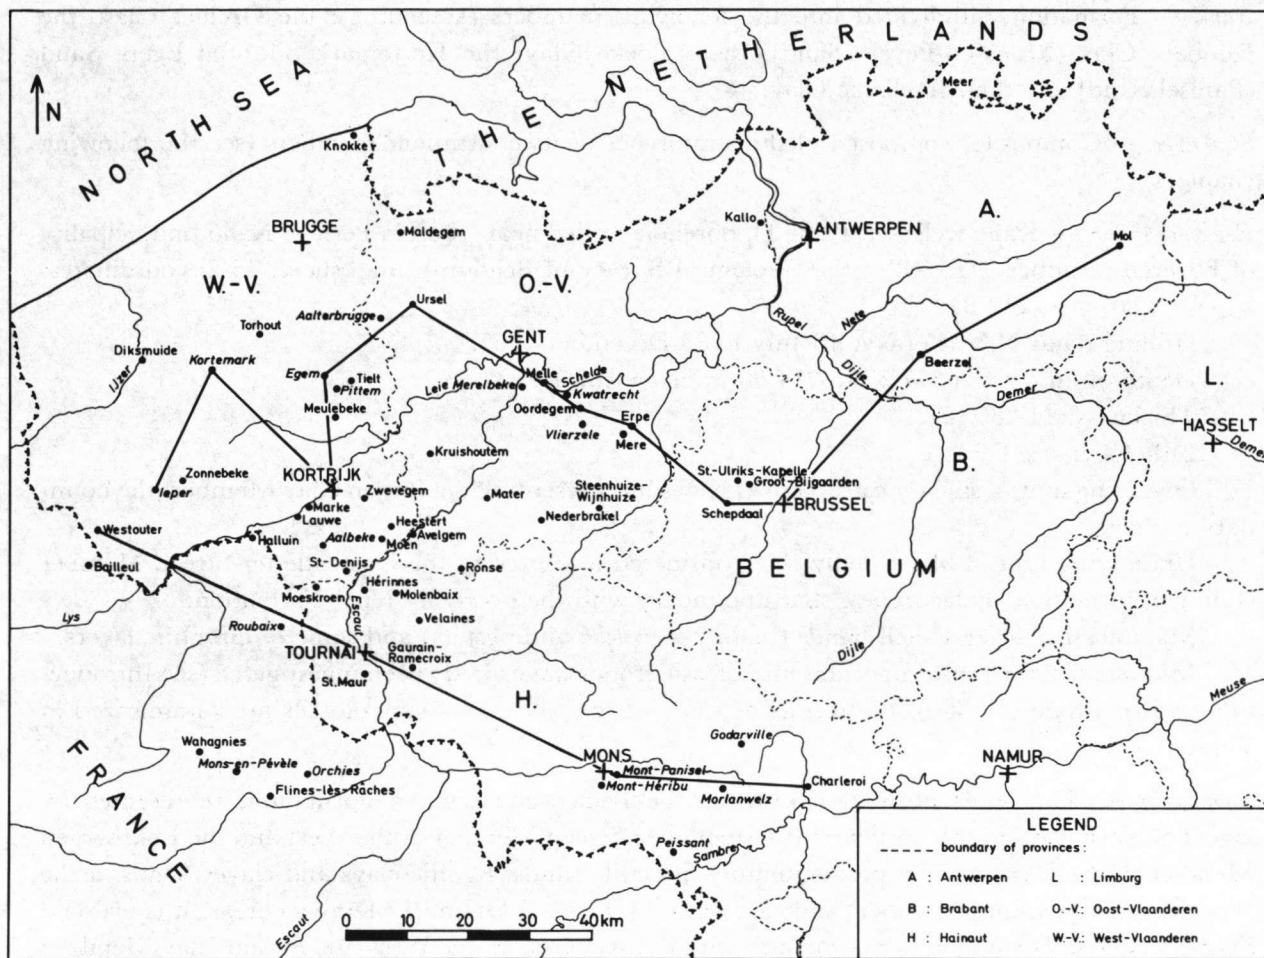 N
NORTH SEA
THE NETHERLANDS
Meer
Knokke
BRUGGE
Maldegem
Kallo
ANTWERPEN
A.
Mol
W.-V.
O.-V.
Ursel
Aalterbrugge
Torhout
Rupel
Nete
Diksmuide
Kortemark
IJzer
GENT
Beerzel
Egem
Tielt
Pittem
Leie
Merelbeke
Melle
Schelde
Kwatrecht
Dijle
Demer
L.
Meulebeke
Oordegem
Erpe
Vlierzele
Mere
HASSELT
Demer
Kruishoutem
Zonnebeke
Ieper
KORTRIJK
Zwevegem
Mater
Steenhuize-
Wijnhuize
St.-Ulriks-Kapelle
Groot-Bijgaarden
B.
Marke
Lauwe
Nederbrakel
Schepdaal
BRUSSEL
Westouter
Halluin
Heestert
Avelgem
Aalbeke
Moen
Bailleul
St-Denijs
Ronse
BELGIUM
Hérinnes
Moeskroen
Molenbaix
Lys
Escaut
Roubaix
Velaines
TOURNAI
Gaurain-
Ramecroix
Dijle
St.Maur
H.
Meuse
FRANCE
Wahagnies
Mons-en-Pévèle
Orchies
Flines-lès-Raches
Godarville
MONS
Mont-Panisel
Mont-Héribu
Morlanwelz
Charleroi
NAMUR
Peissant
Sambre
Escaut
0 10 20 30 40 km
LEGEND
boundary of provinces:
A : Antwerpen L : Limburg
B : Brabant O.-V.: Oost-Vlaanderen
H : Hainaut W.-V.: West-Vlaanderen